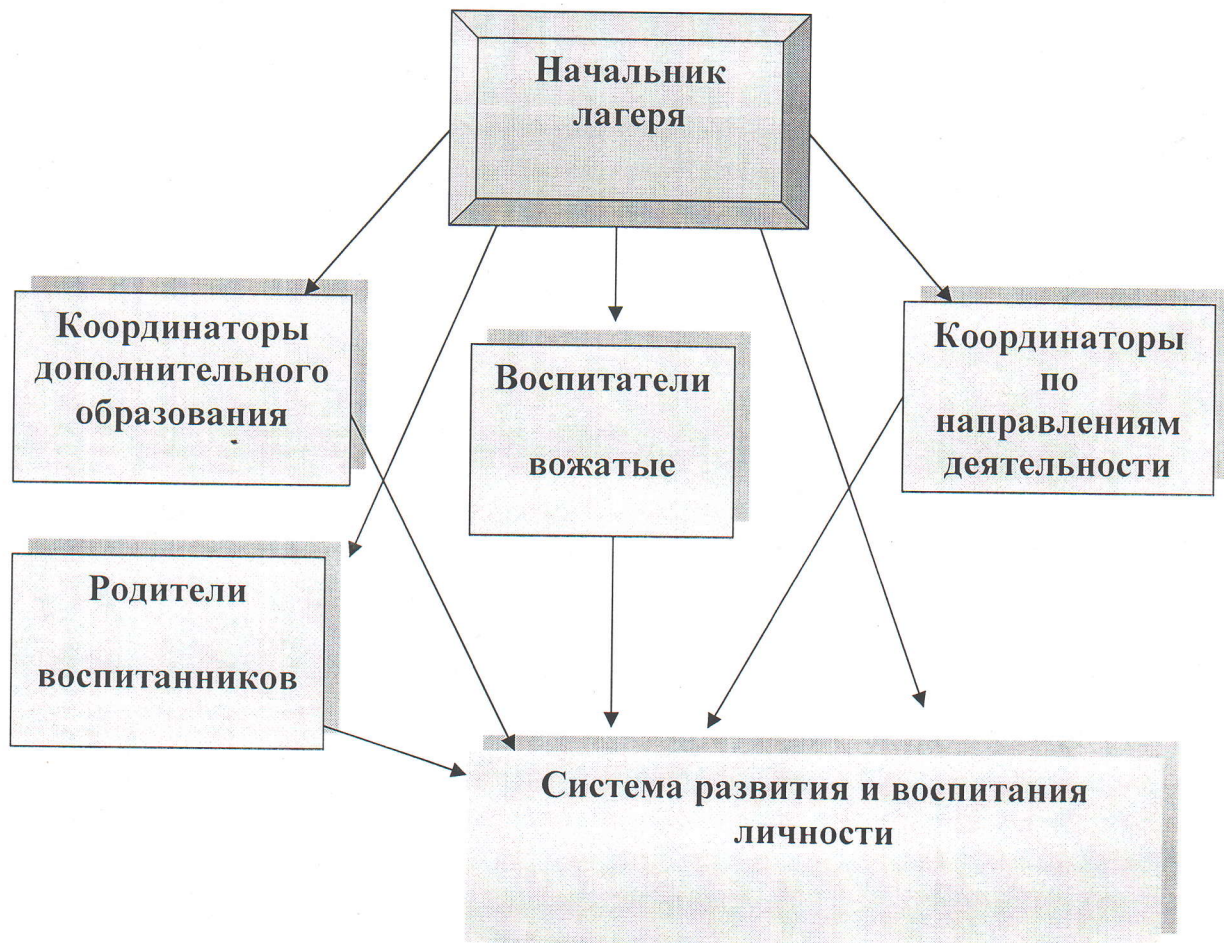 Начальник
лагеря
Координаторы
дополнительного
образования
Воспитатели
вожатые
Координаторы
по
направлениям
деятельности
Родители
воспитанников
Система развития и воспитания
личности